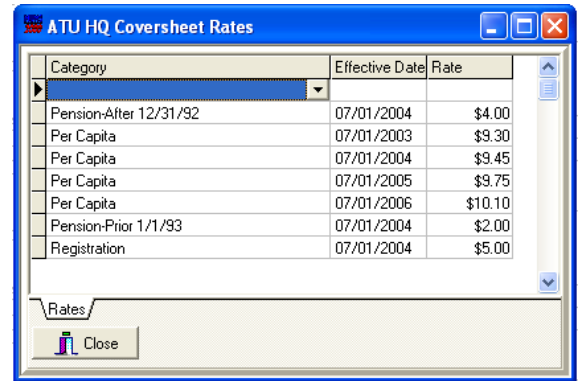 ATU HQ Coversheet Rates
Category Effective Date Rate
Pension-After 12/31/92 07/01/2004 $4.00
Per Capita 07/01/2003 $9.30
Per Capita 07/01/2004 $9.45
Per Capita 07/01/2005 $9.75
Per Capita 07/01/2006 $10.10
Pension-Prior 1/1/93 07/01/2004 $2.00
Registration 07/01/2004 $5.00
Rates
Close